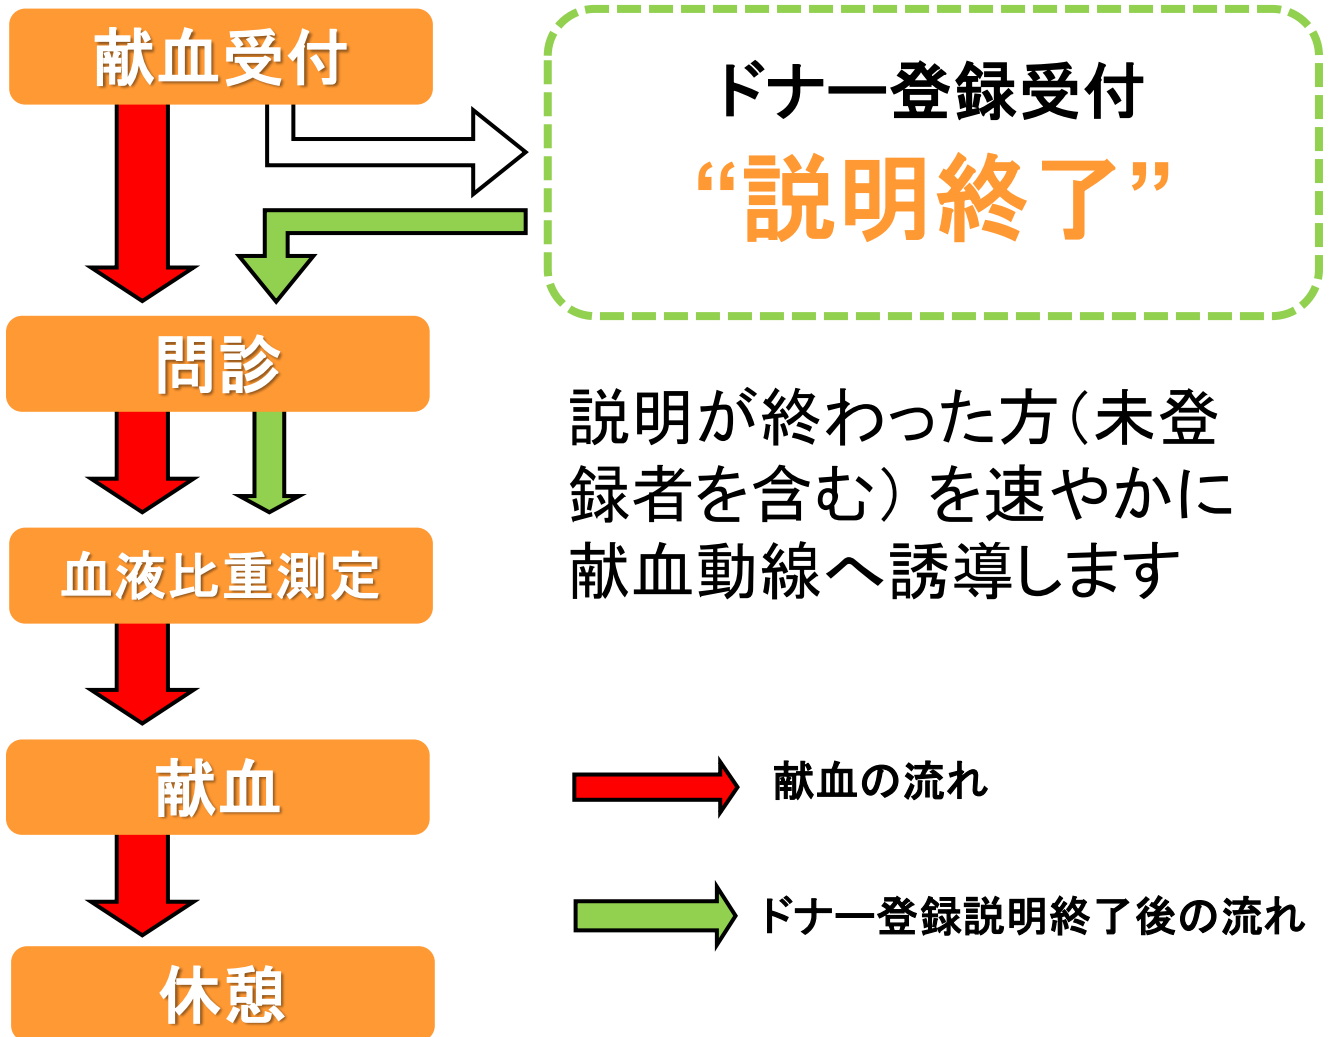 献血受付
ドナー登録受付
“説明終了”
問診
説明が終わった方（未登
録者を含む）を速やかに
献血動線へ誘導します
血液比重測定
献血
献血の流れ
ドナー登録説明終了後の流れ
休憩